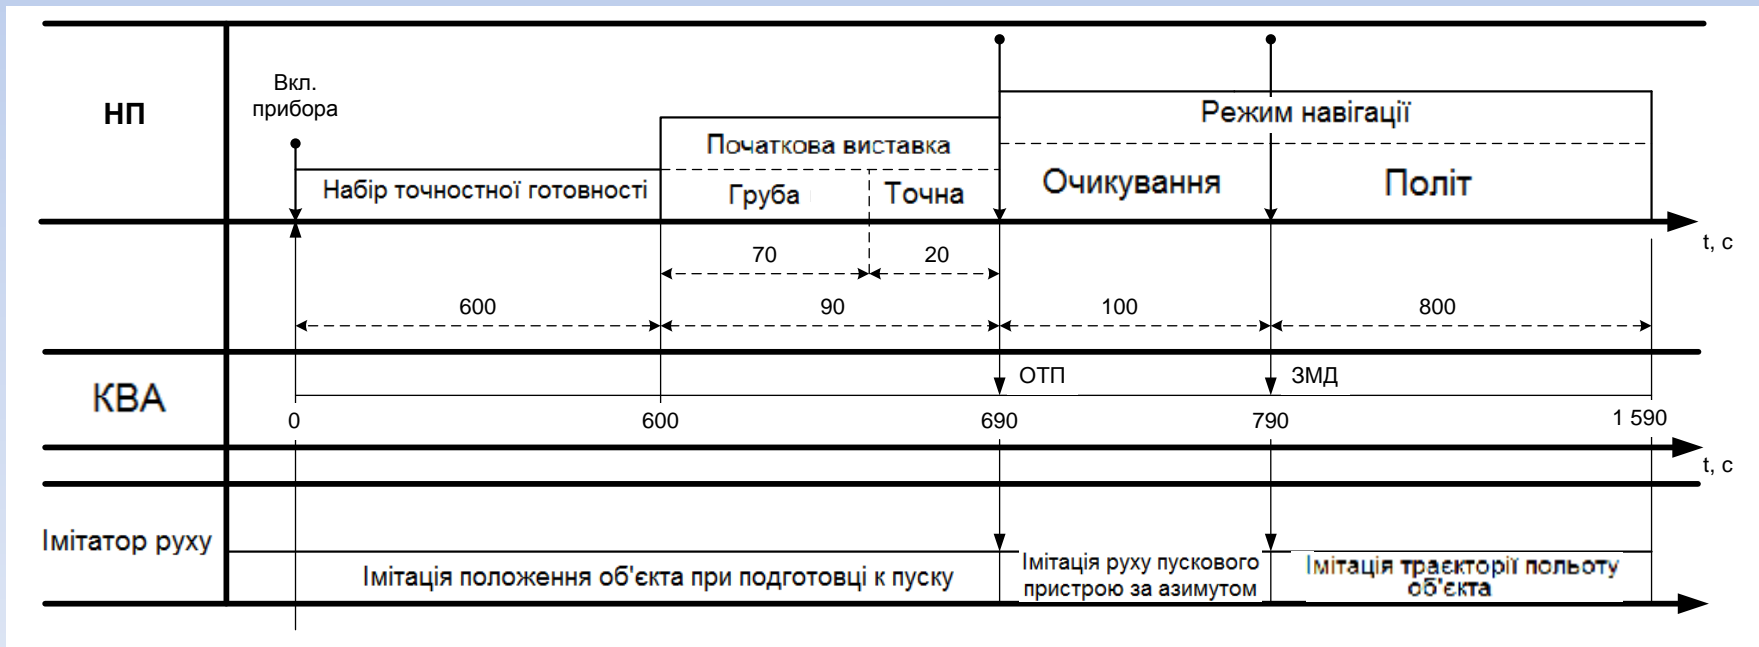 НП
Вкл.
прибора
Набір точностної готовності
Початкова виставка
Груба
Точна
Режим навігації
Очикування
Політ
t, с
70
20
600
90
100
800
КВА
ОТП
ЗМД
0
600
690
790
1 590
t, с
Імітатор руху
Імітація положення об'єкта при подготовці к пуску
Імітація руху пускового
пристрою за азимутом
Імітація траєкторії польоту
об'єкта